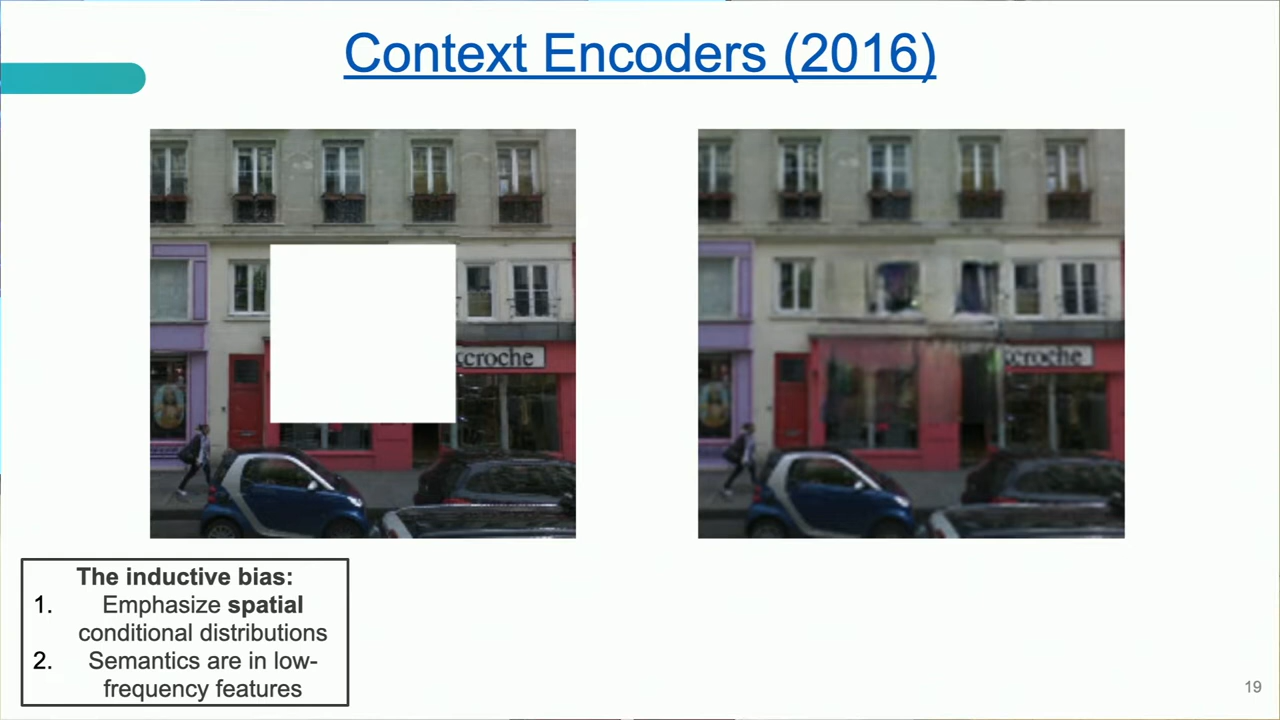 Context Encoders (2016)
ccroche
ccroche
The inductive bias:
1. Emphasize spatial
conditional distributions
2. Semantics are in low-
frequency features
19